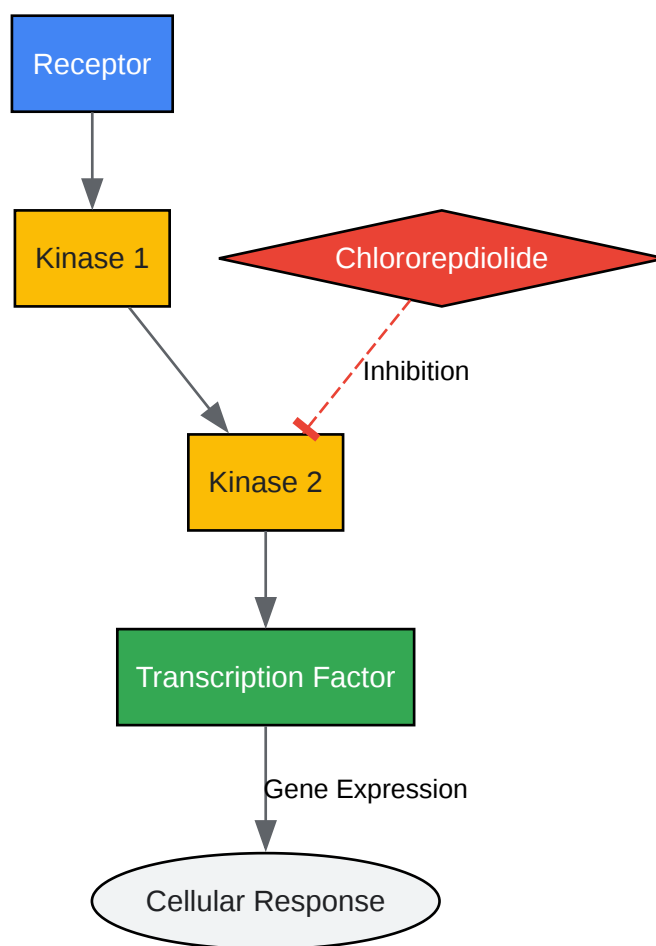 Receptor
Kinase 1
Chlororepdiolide
Inhibition
Kinase 2
Transcription Factor
Gene Expression
Cellular Response